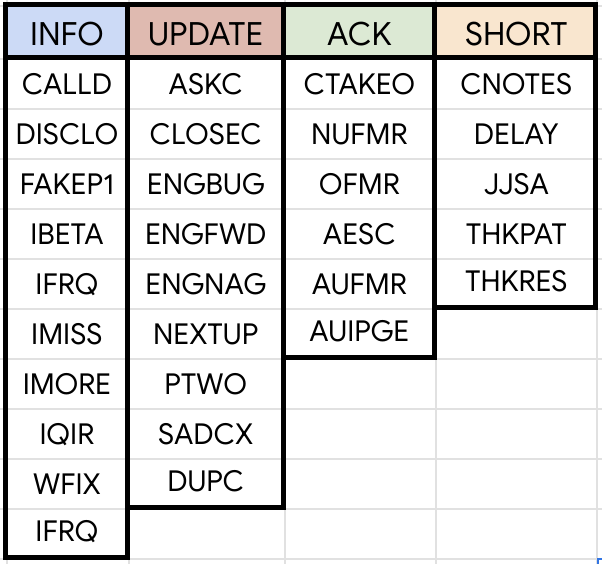 INFO UPDATE ACK SHORT
CALLD ASKC CTAKEO CNOTES
DISCLO CLOSEC NUFMR DELAY
FAKEP1 ENGBUG OFMR JJSA
IBETA ENGFWD AESC THKPAT
IFRQ ENGNAG AUFMR THKRES
IMISS NEXTUP AUIPGE
IMORE PTWO
IQIR SADCX
WFIX DUPC
IFRQ